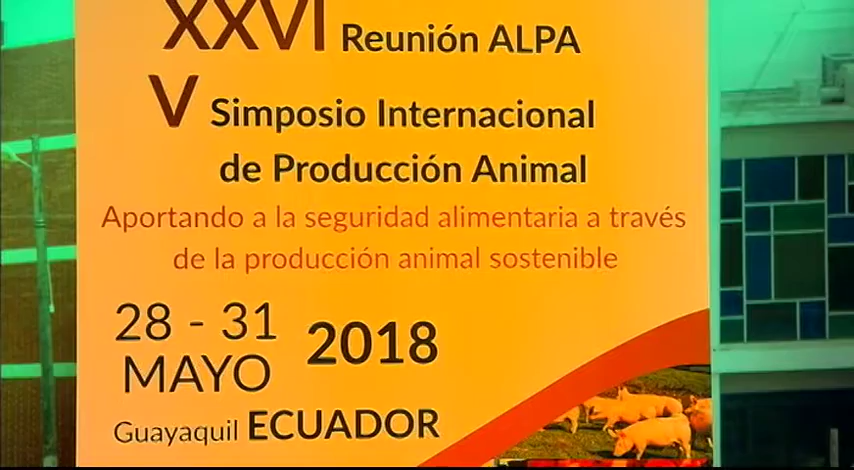 XXVI Reunión ALPA
V Simposio Internacional
de Producción Animal
Aportando a la seguridad alimentaria a través
de la producción animal sostenible
28 - 31
MAYO
2018
Guayaquil ECUADOR